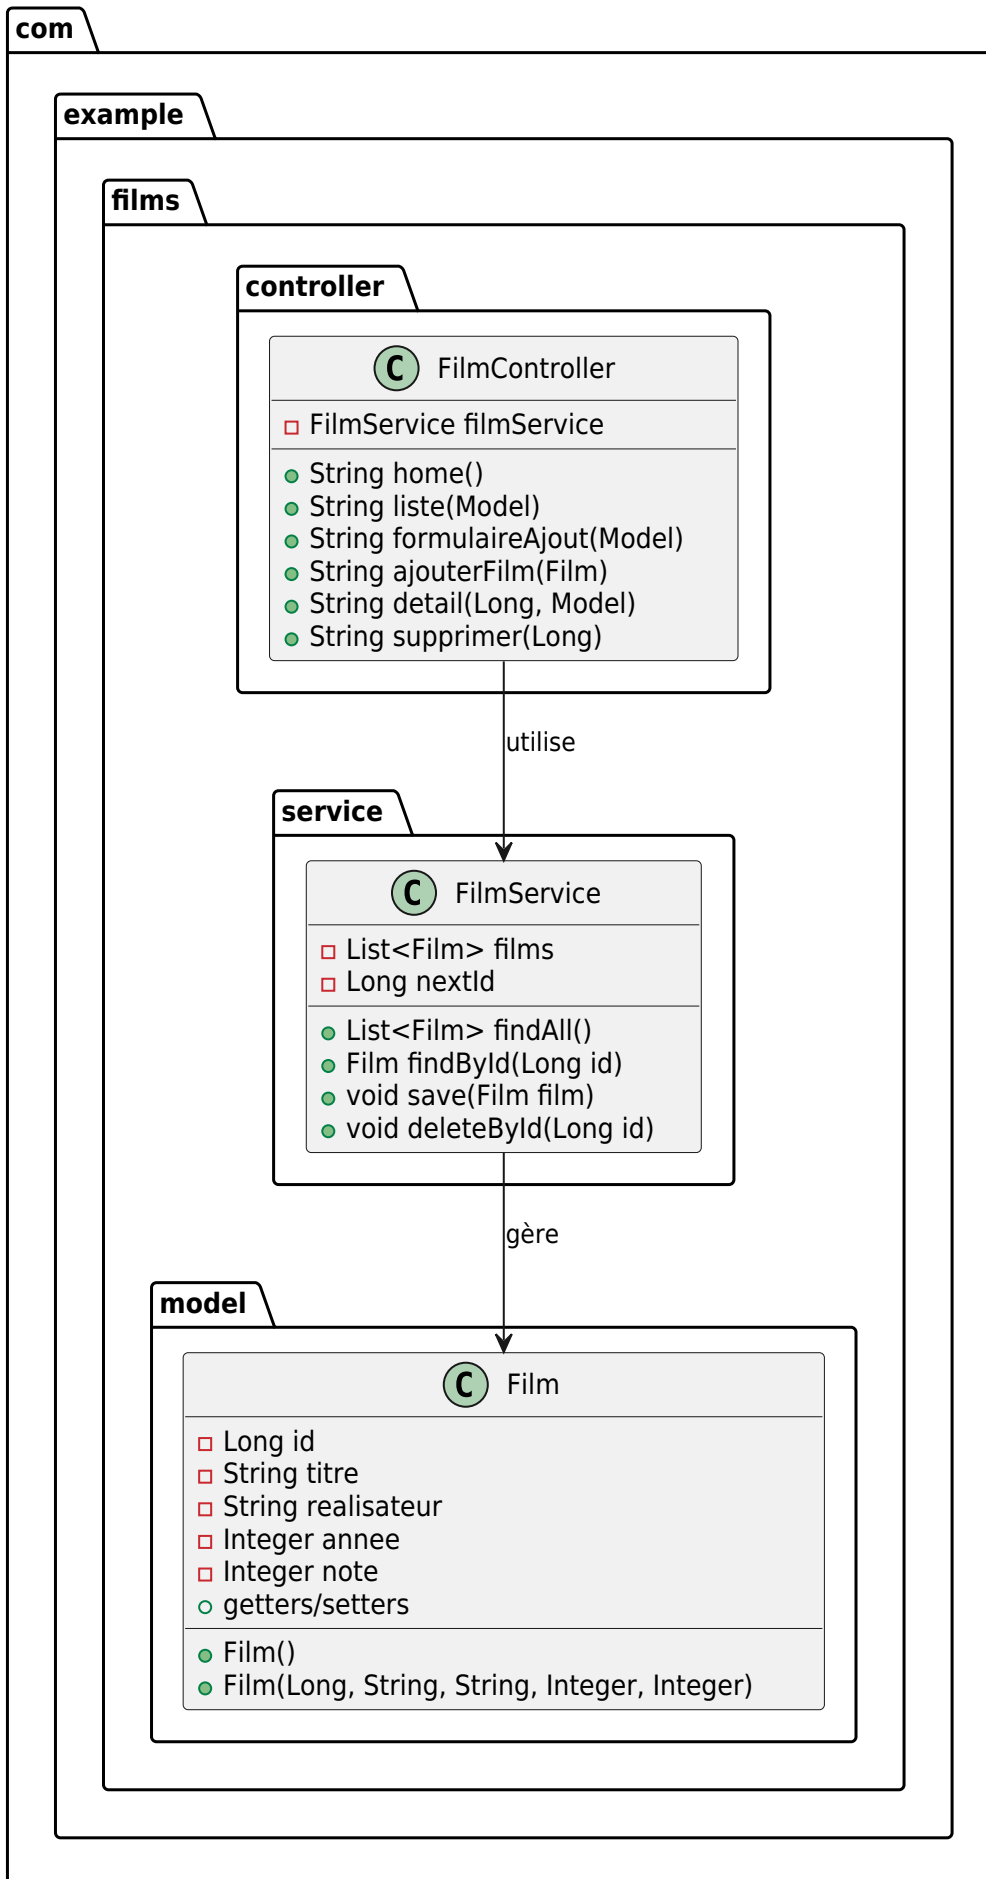 com
example
films
controller
C FilmController
FilmService filmService
String home()
String liste(Model)
String formulaireAjout(Model)
String ajouterFilm(Film)
String detail(Long, Model)
String supprimer(Long)
utilise
service
C FilmService
List<Film> films
Long nextId
List<Film> findAll()
Film findById(Long id)
void save(Film film)
void deleteById(Long id)
gère
model
C Film
Long id
String titre
String realisateur
Integer annee
Integer note
getters/setters
Film()
Film(Long, String, String, Integer, Integer)